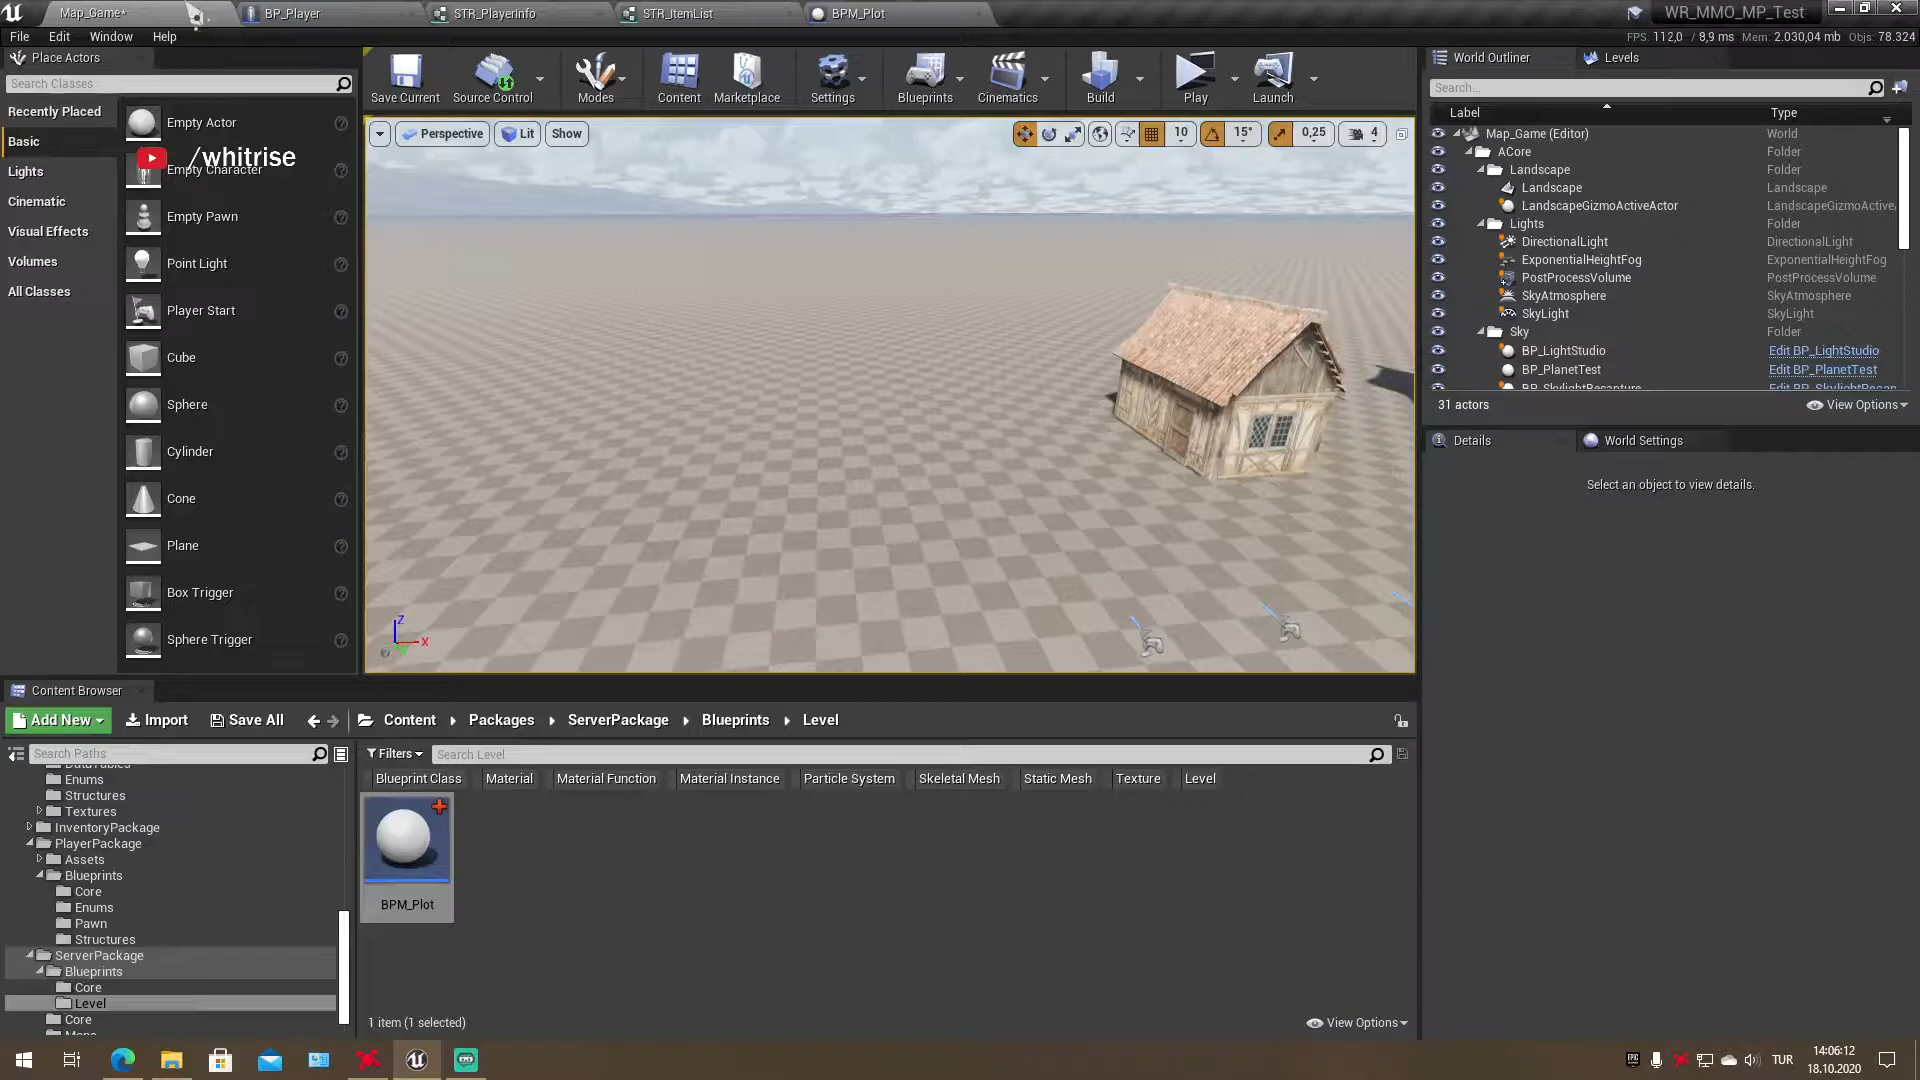 Map_Game*
BP_Player
STR_PlayerInfo
STR_ItemList
BPM_Plot
WR_MMO_MP_Test
File Edit Window Help
FPS: 112,0 / 8,9 ms Mem: 2.030,04 mb Objs: 78.324
Place Actors
Search Classes
Recently Placed
Basic
Lights
Cinematic
Visual Effects
Volumes
All Classes
Empty Actor
/whitrise
Empty Character
Empty Pawn
Point Light
Player Start
Cube
Sphere
Cylinder
Cone
Plane
Box Trigger
Sphere Trigger
Save Current
Source Control
Modes
Content
Marketplace
Settings
Blueprints
Cinematics
Build
Play
Launch
Perspective Lit Show
10 15° 0,25 4
Z
X
World Outliner
Levels
Search...
Label Type
Map_Game (Editor) World
ACore Folder
Landscape Folder
Landscape Landscape
LandscapeGizmoActiveActor LandscapeGizmoActive
Lights Folder
DirectionalLight DirectionalLight
ExponentialHeightFog ExponentialHeightFog
PostProcessVolume PostProcessVolume
SkyAtmosphere SkyAtmosphere
SkyLight SkyLight
Sky Folder
BP_LightStudio Edit BP_LightStudio
BP_PlanetTest Edit BP_PlanetTest
BP_SkylightRecapture Edit BP_SkylightRecap
31 actors
View Options
Details
World Settings
Select an object to view details.
Content Browser
Add New Import Save All Content Packages ServerPackage Blueprints Level
Search Paths
Filters
Search Level
Blueprint Class Material Material Function Material Instance Particle System Skeletal Mesh Static Mesh Texture Level
DataTables
Enums
Structures
Textures
InventoryPackage
PlayerPackage
Assets
Blueprints
Core
Enums
Pawn
Structures
ServerPackage
Blueprints
Core
Level
Core
Maps
BPM_Plot
1 item (1 selected)
View Options
TUR
14:06:12
18.10.2020